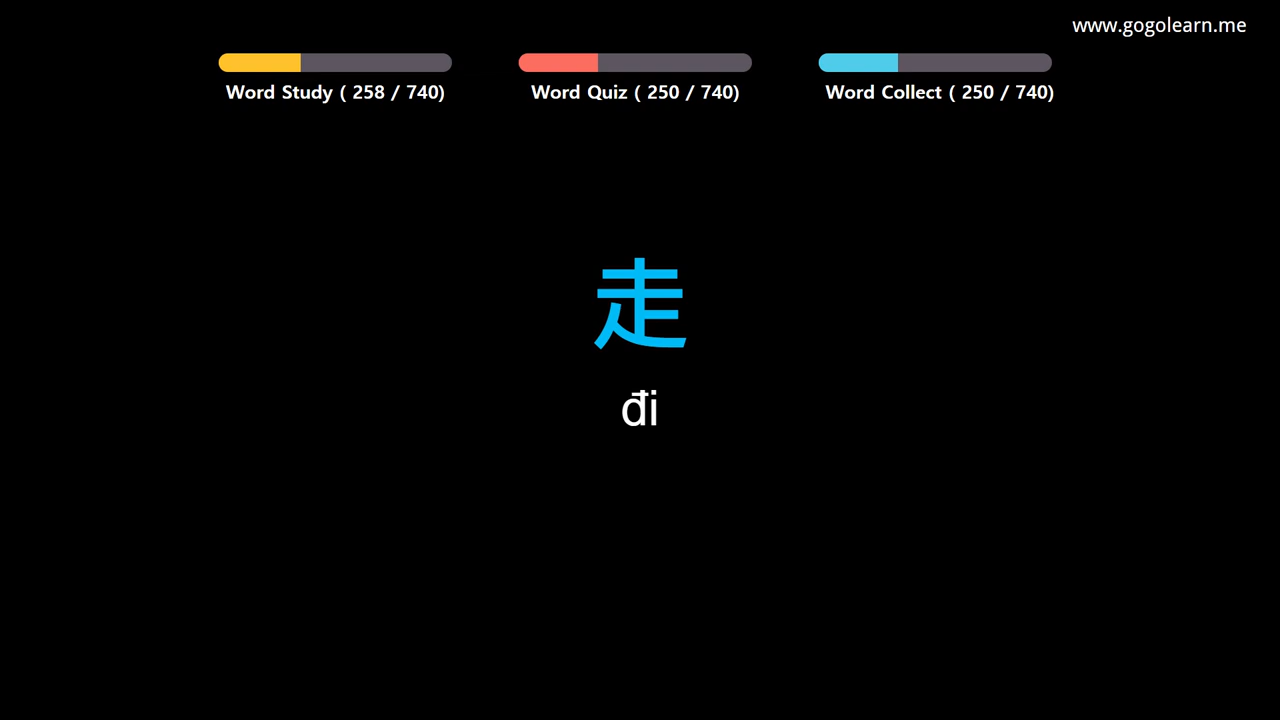 www.gogolearn.me
Word Study ( 258 / 740)
Word Quiz ( 250 / 740)
Word Collect ( 250 / 740)
走
đi